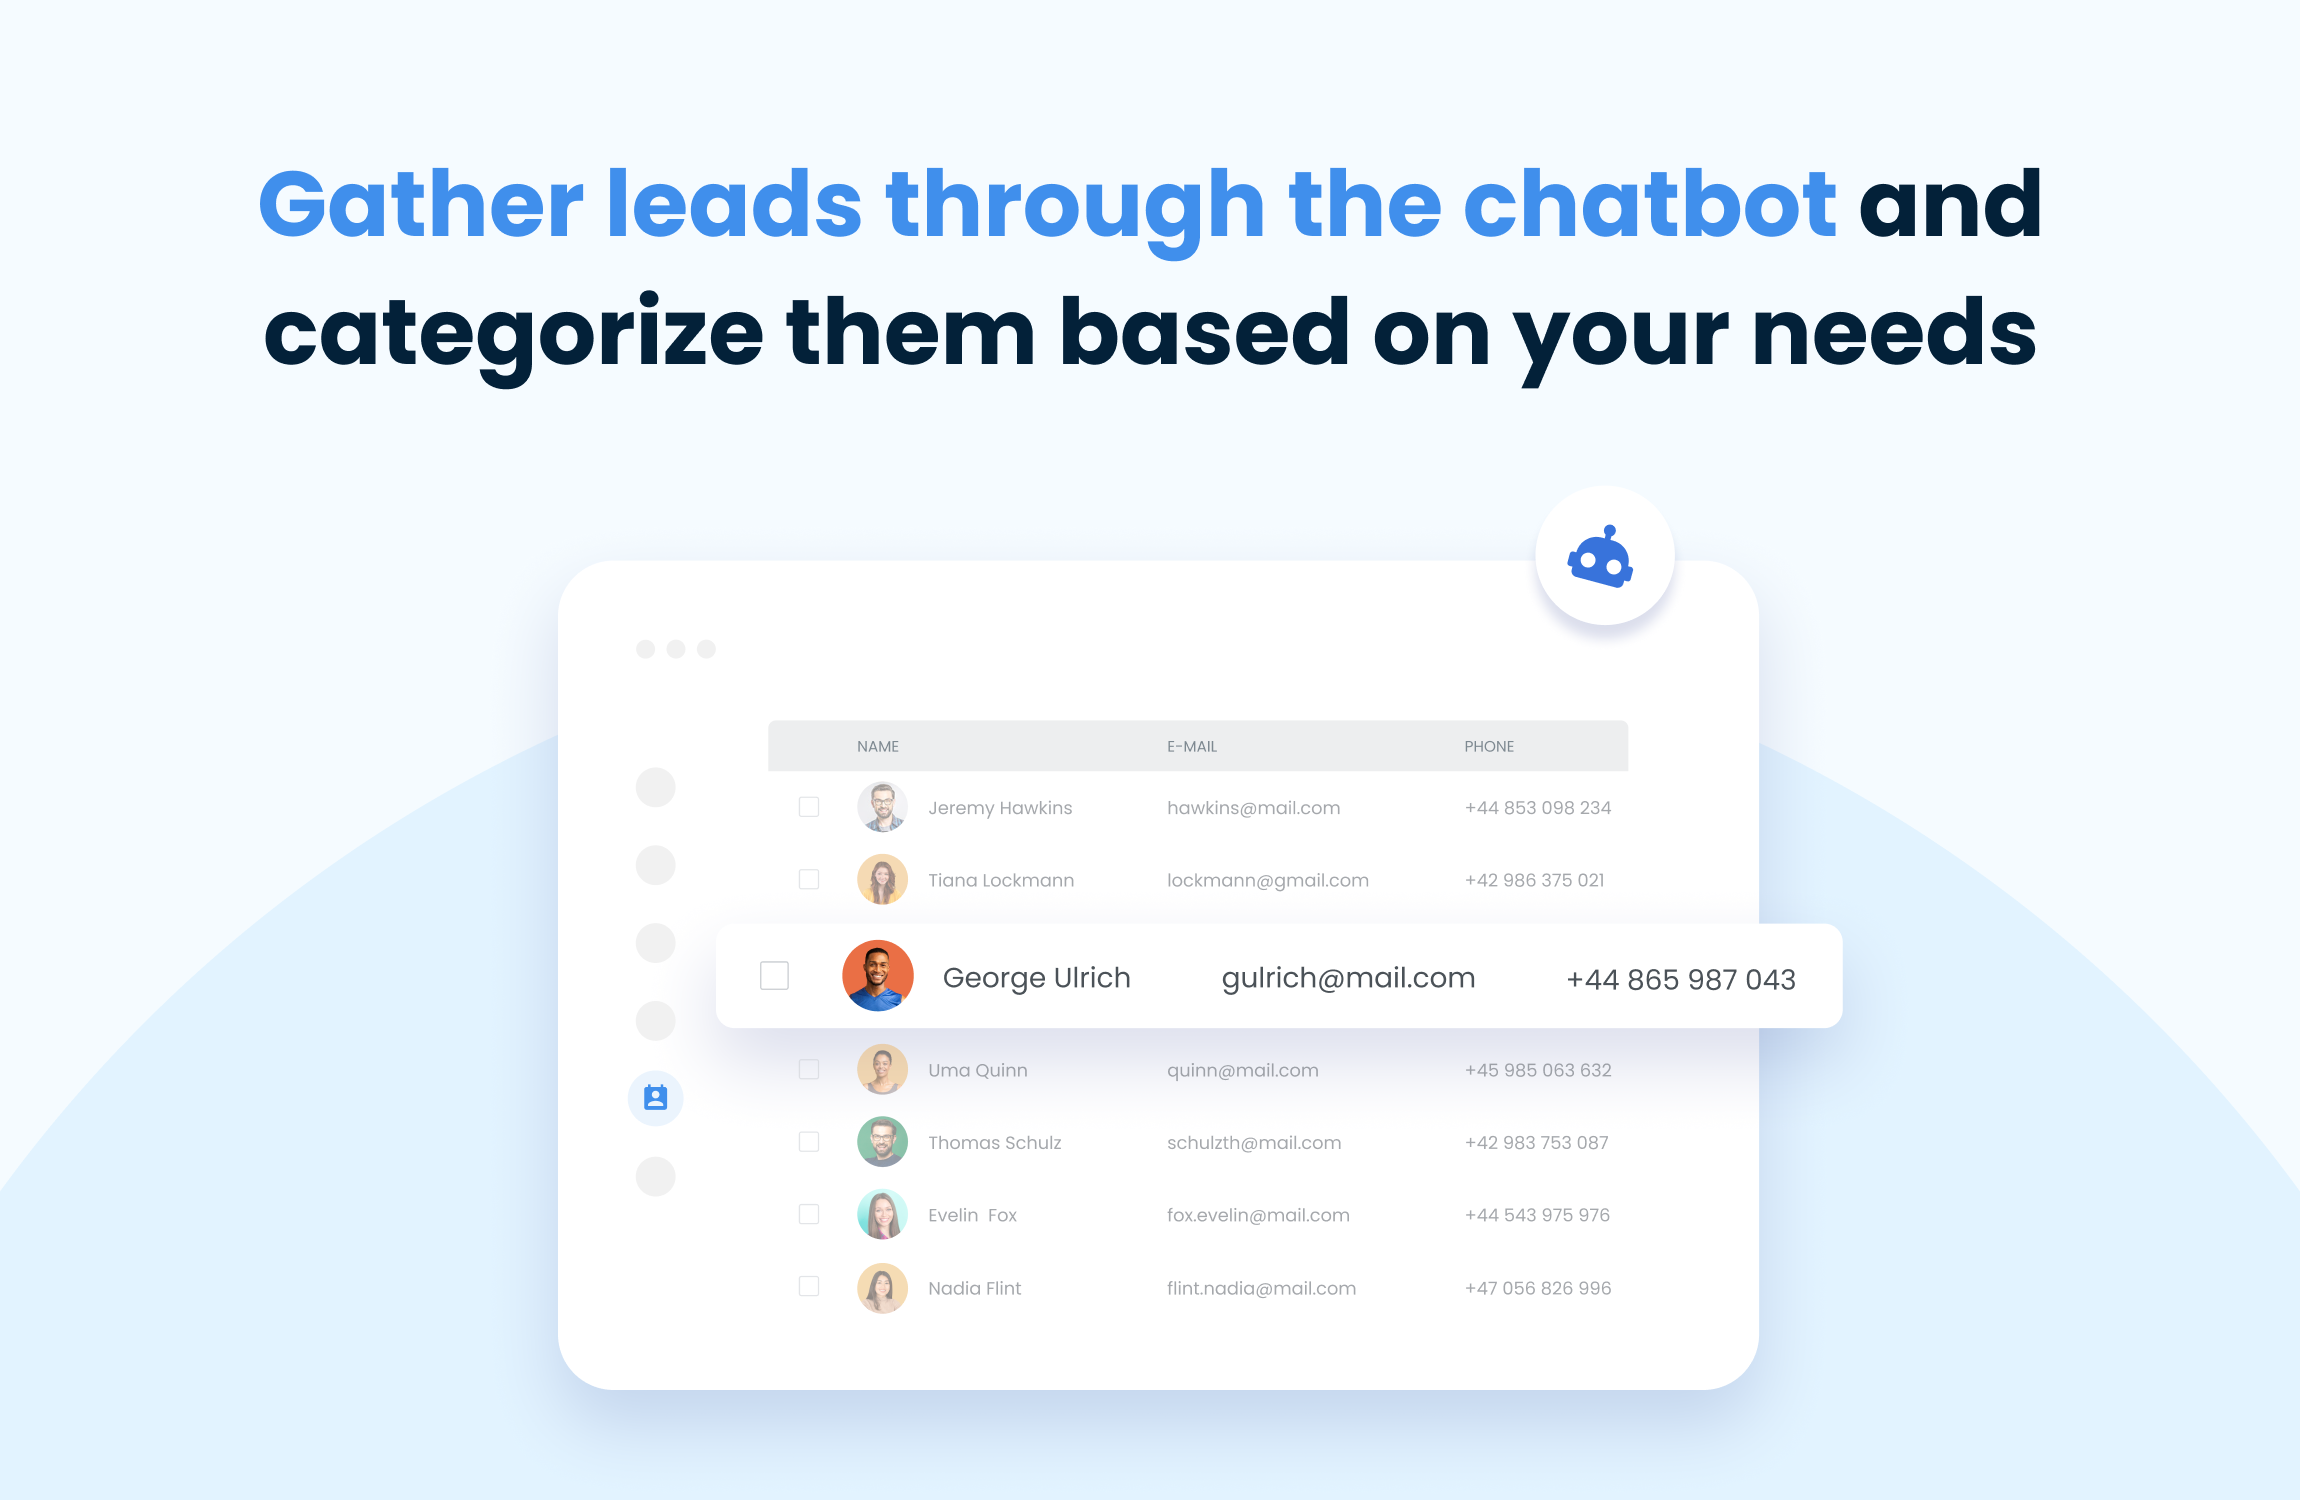 Gather leads through the chatbot and
categorize them based on your needs
NAME E-MAIL PHONE
Jeremy Hawkins hawkins@mail.com +44 853 098 234
Tiana Lockmann lockmann@gmail.com +42 986 375 021
George Ulrich gulrich@mail.com +44 865 987 043
Uma Quinn quinn@mail.com +45 985 063 632
Thomas Schulz schulzth@mail.com +42 983 753 087
Evelin Fox fox.evelin@mail.com +44 543 975 976
Nadia Flint flint.nadia@mail.com +47 056 826 996